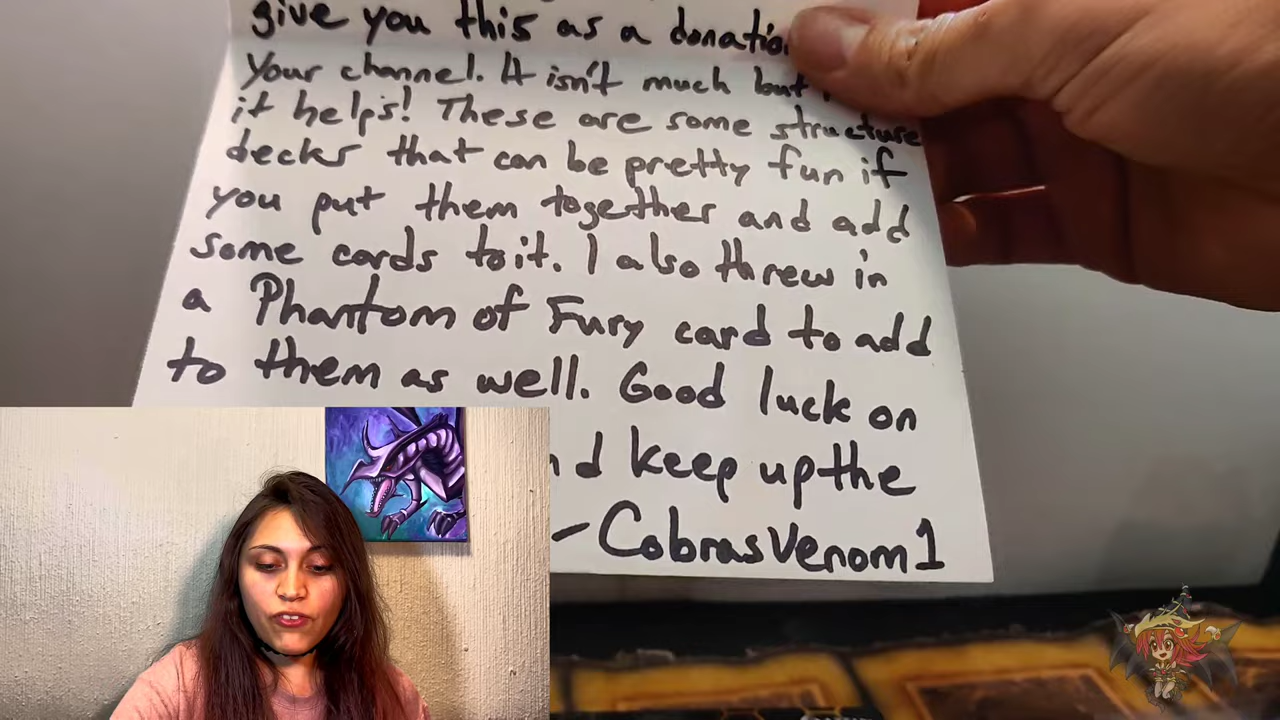 give you this as a donation
Your channel. It isn't much but
it helps! These are some structure
decks that can be pretty fun if
you put them together and add
some cards to it. I also threw in
a Phantom of Fury card to add
to them as well. Good luck on
keep up the
- CobrasVenom1